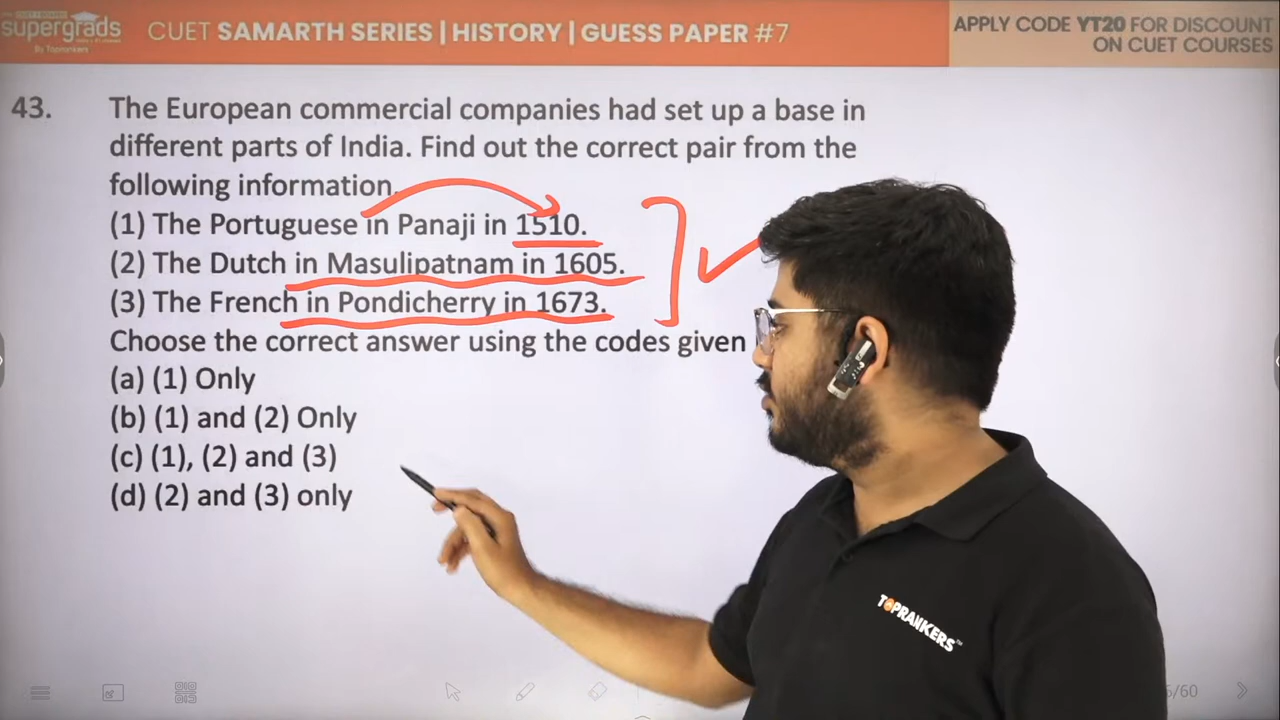 supergrads
By Toprankers
CUET SAMARTH SERIES | HISTORY | GUESS PAPER #7
APPLY CODE YT20 FOR DISCOUNT
ON CUET COURSES
43.
The European commercial companies had set up a base in
different parts of India. Find out the correct pair from the
following information.
(1) The Portuguese in Panaji in 1510.
(2) The Dutch in Masulipatnam in 1605.
(3) The French in Pondicherry in 1673.
Choose the correct answer using the codes given
(a) (1) Only
(b) (1) and (2) Only
(c) (1), (2) and (3)
(d) (2) and (3) only
TOPRANKERS
/60